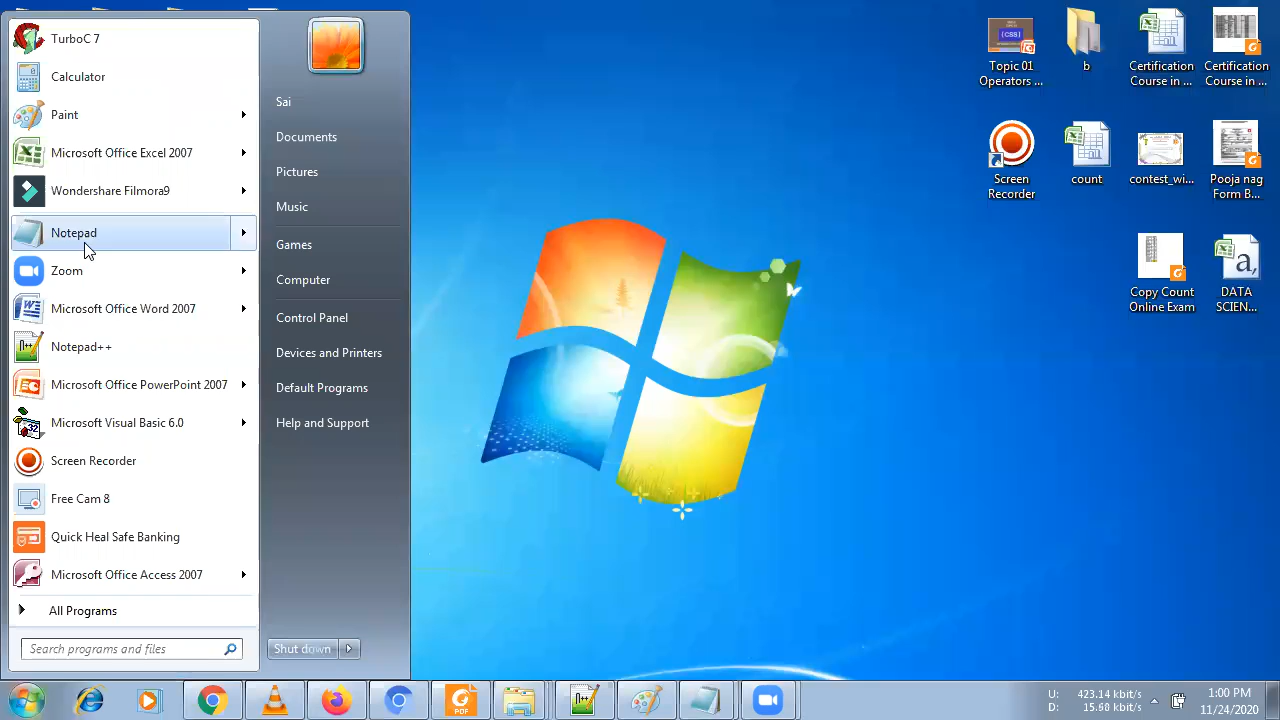 TurboC 7
Calculator
Paint
Microsoft Office Excel 2007
Wondershare Filmora9
Notepad
Zoom
Microsoft Office Word 2007
Notepad++
Microsoft Office PowerPoint 2007
Microsoft Visual Basic 6.0
Screen Recorder
Free Cam 8
Quick Heal Safe Banking
Microsoft Office Access 2007
All Programs
Search programs and files
Sai
Documents
Pictures
Music
Games
Computer
Control Panel
Devices and Printers
Default Programs
Help and Support
Shut down
Topic 01
Operators ...
b
Certification
Course in ...
Certification
Course in ...
Screen
Recorder
count
contest_wi...
Pooja nag
Form B...
Copy Count
Online Exam
DATA
SCIEN...
U: 423.14 kbit/s
D: 15.60 kbit/s
1:00 PM
11/24/2020